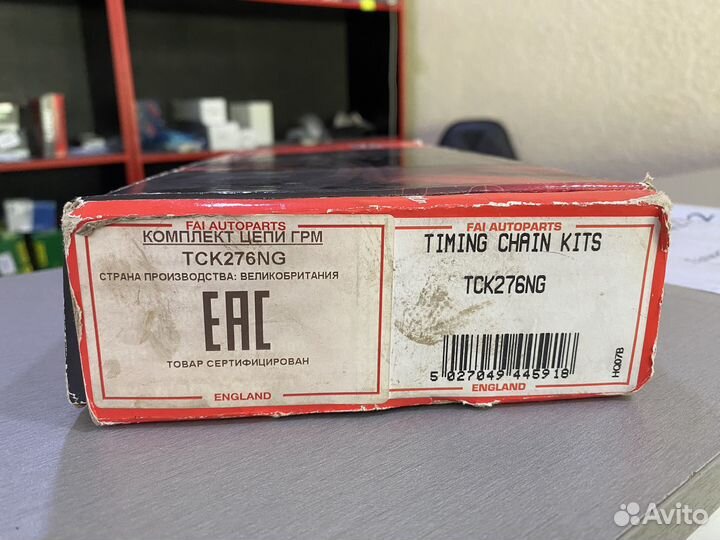 FAI AUTOPARTS
КОМПЛЕКТ ЦЕПИ ГРМ
TCK276NG
СТРАНА ПРОИЗВОДСТВА: ВЕЛИКОБРИТАНИЯ
EAC
ТОВАР СЕРТИФИЦИРОВАН
ENGLAND
FAI AUTOPARTS
TIMING CHAIN KITS
TCK276NG
5 027049 445918
HQ07B
ENGLAND
Avito